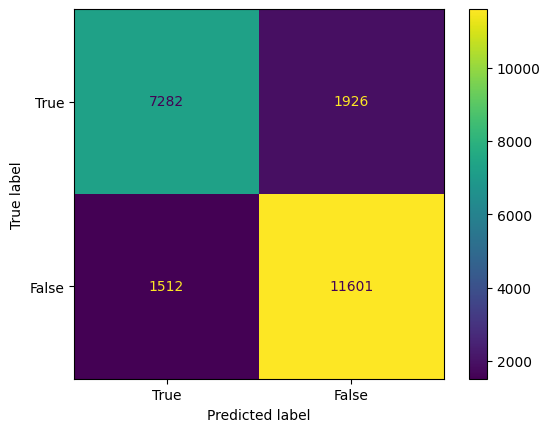 10000
True
7282
1926
8000
True label
6000
False
1512
11601
4000
2000
True
False
Predicted label